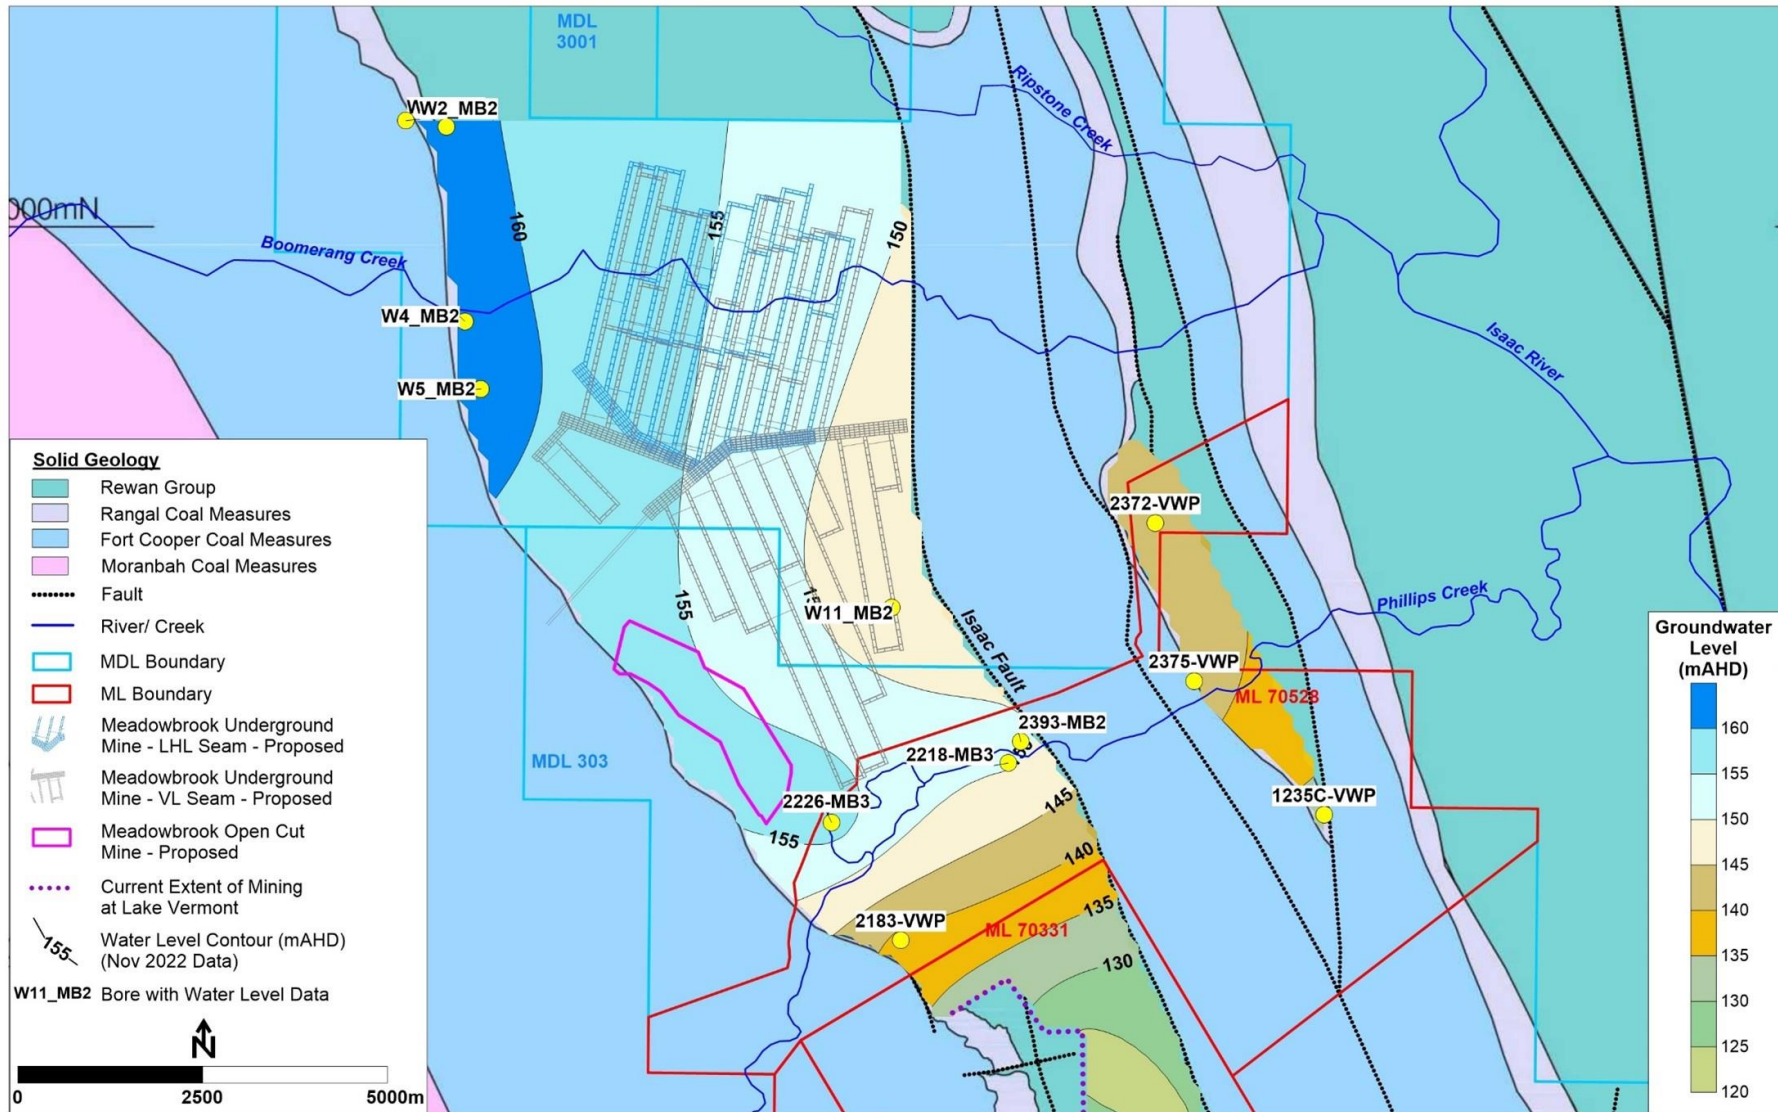 MDL
3001
Ripstone Creek
W2_MB2
000mN
160
155
150
Boomerang Creek
Isaac River
W4_MB2
W5_MB2
Solid Geology
Rewan Group
Rangal Coal Measures
Fort Cooper Coal Measures
Moranbah Coal Measures
Fault
River/ Creek
MDL Boundary
ML Boundary
Meadowbrook Underground
Mine - LHL Seam - Proposed
Meadowbrook Underground
Mine - VL Seam - Proposed
Meadowbrook Open Cut
Mine - Proposed
Current Extent of Mining
at Lake Vermont
155
Water Level Contour (mAHD)
(Nov 2022 Data)
W11_MB2
Bore with Water Level Data
N
0
2500
5000m
2372-VWP
Phillips Creek
155
W11_MB2
Isaac Fault
2375-VWP
ML 70528
2393-MB2
2218-MB3
MDL 303
2226-MB3
1235C-VWP
155
145
140
2183-VWP
135
ML 70331
130
Groundwater
Level
(mAHD)
160
155
150
145
140
135
130
125
120